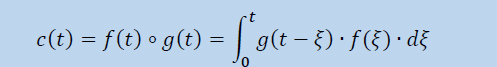 c(t) = f(t) ∘ g(t) = ∫₀ᵗ g(t − ξ) · f(ξ) · dξ